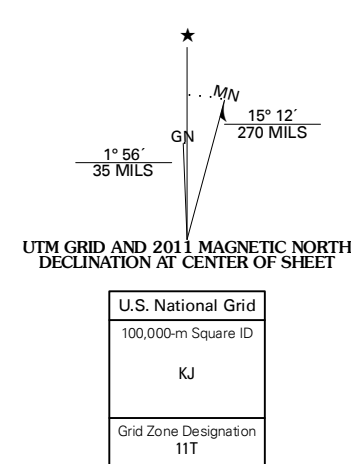 ★
MN
15° 12´
270 MILS
GN
1° 56´
35 MILS
UTM GRID AND 2011 MAGNETIC NORTH
DECLINATION AT CENTER OF SHEET
U.S. National Grid
100,000-m Square ID
KJ
Grid Zone Designation
11T